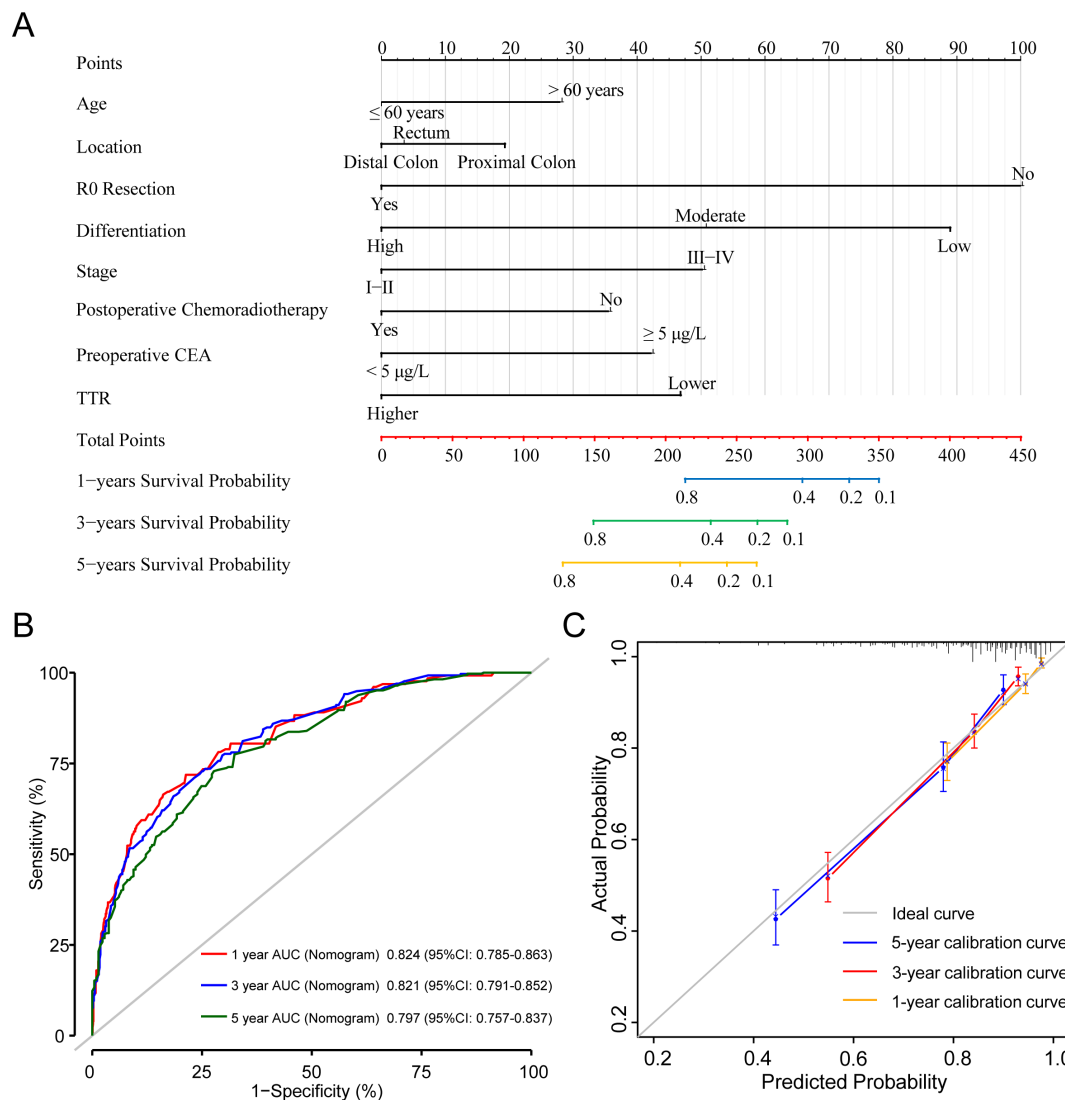 A
Points
0 10 20 30 40 50 60 70 80 90 100
Age
≤ 60 years
> 60 years
Location
Distal Colon
Rectum
Proximal Colon
R0 Resection
Yes
No
Differentiation
High
Moderate
Low
Stage
I−II
III−IV
Postoperative Chemoradiotherapy
Yes
No
Preoperative CEA
< 5 μg/L
≥ 5 μg/L
TTR
Higher
Lower
Total Points
0 50 100 150 200 250 300 350 400 450
1−years Survival Probability
0.8 0.4 0.2 0.1
3−years Survival Probability
0.8 0.4 0.2 0.1
5−years Survival Probability
0.8 0.4 0.2 0.1
B
Sensitivity (%)
100
75
50
25
0
1 year AUC (Nomogram) 0.824 (95%CI: 0.785-0.863)
3 year AUC (Nomogram) 0.821 (95%CI: 0.791-0.852)
5 year AUC (Nomogram) 0.797 (95%CI: 0.757-0.837)
0 25 50 75 100
1−Specificity (%)
C
Actual Probability
1.0
0.8
0.6
0.4
0.2
Ideal curve
5-year calibration curve
3-year calibration curve
1-year calibration curve
0.2 0.4 0.6 0.8 1.0
Predicted Probability